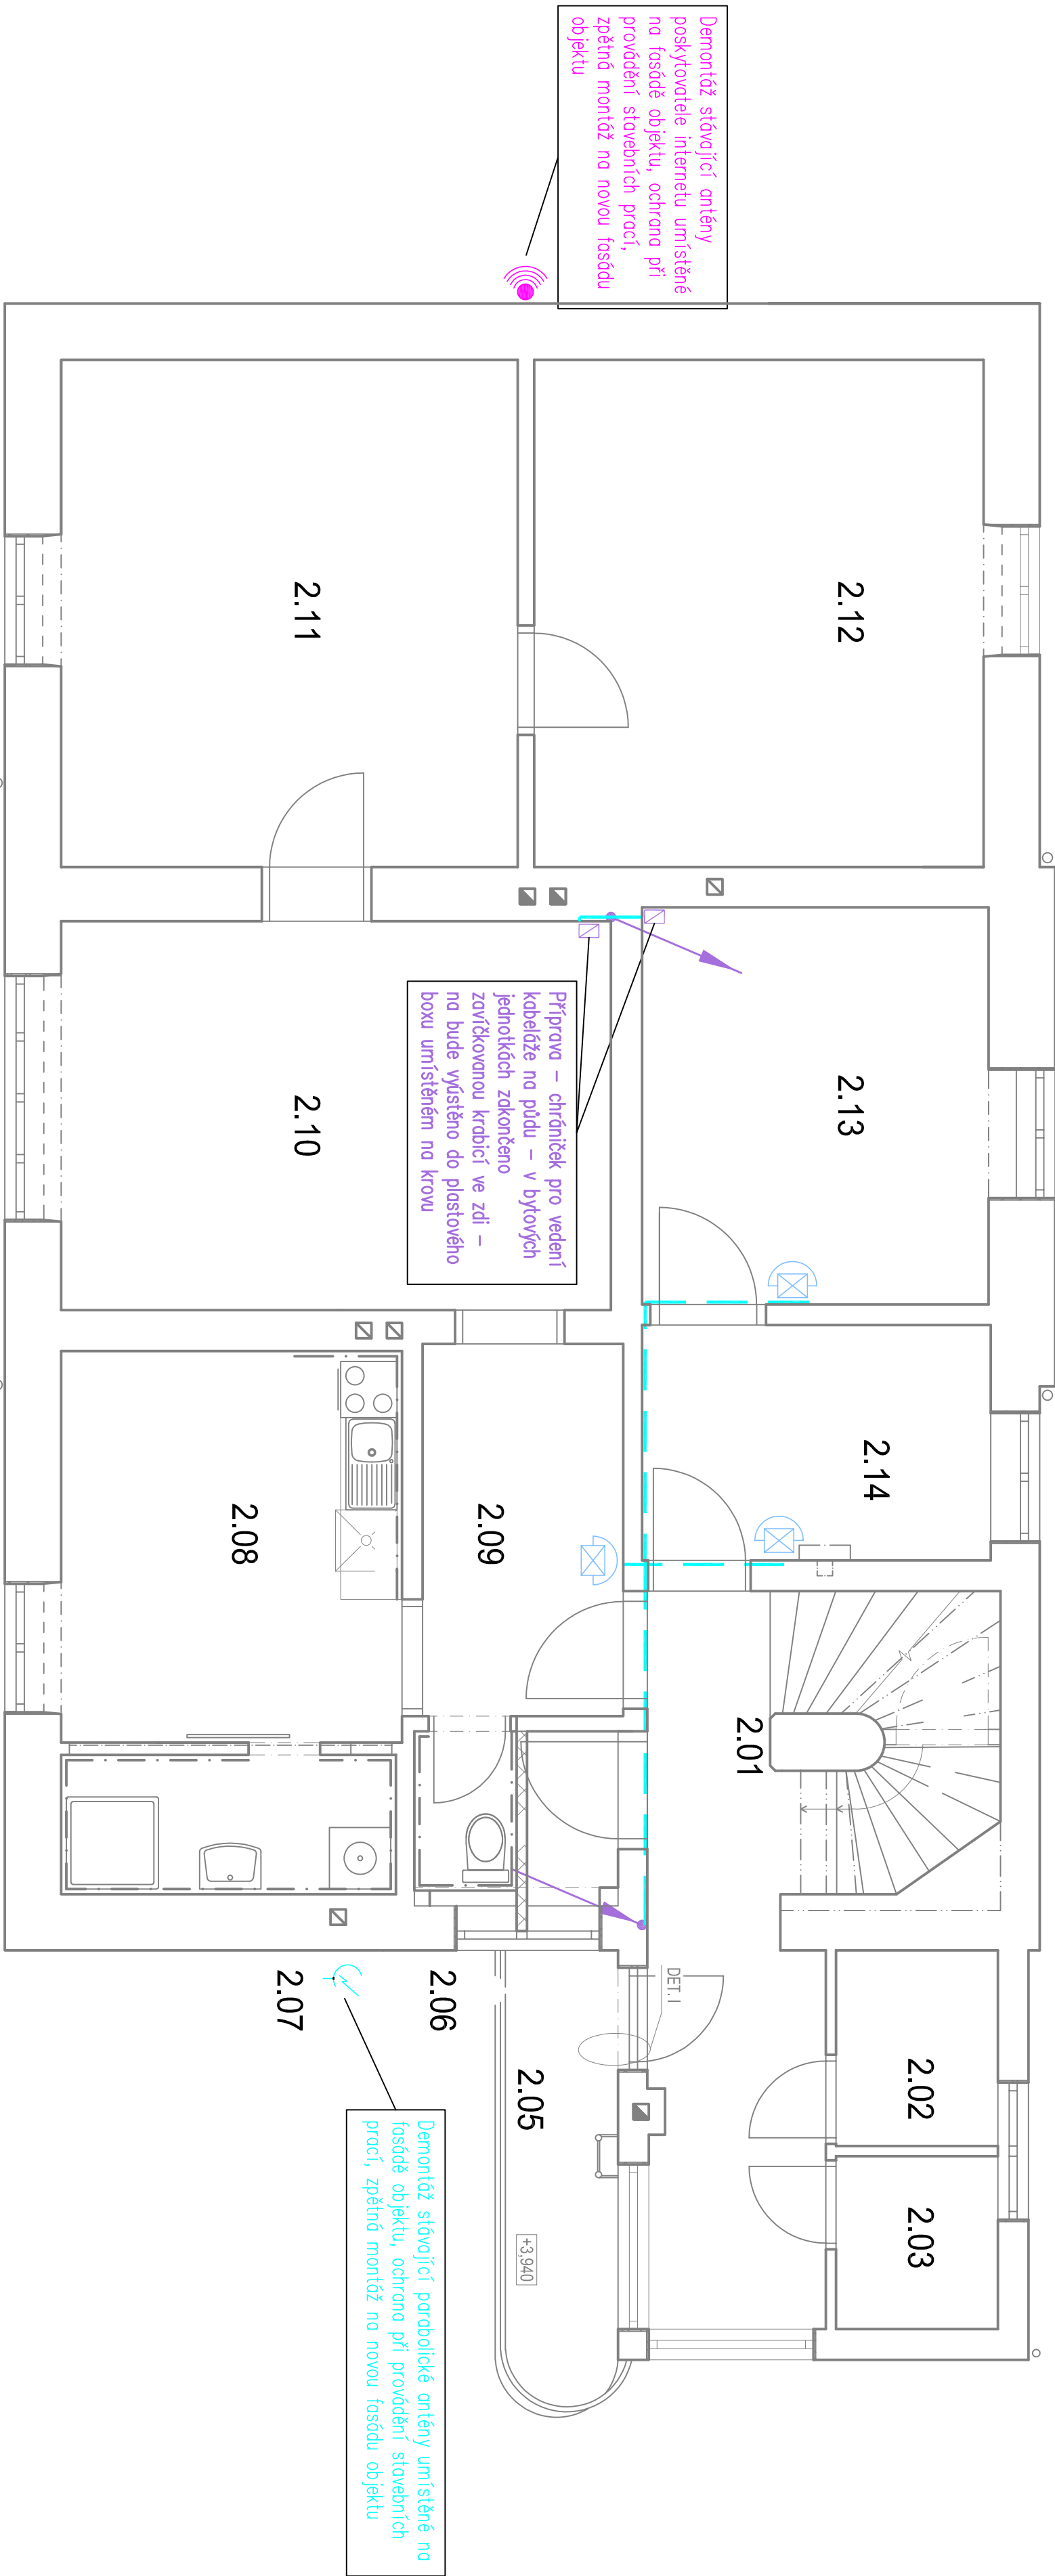 Demontáž stávající antény
poskytovatele internetu umístěné
na fasádě objektu, ochrana při
provádění stavebních prací,
zpětná montáž na novou fasádu
objektu
2.12
2.11
2.13
2.10
Příprava – chrániček pro vedení
kabeláže na půdu – v bytových
jednotkách zakončeno
zavíčkovanou krabicí ve zdi –
na bude vyústěno do plastového
boxu umístěném na krovu
2.14
2.09
2.08
2.01
DET.I
2.07
2.06
2.05
2.02
2.03
+3,940
Demontáž stávající parabolické antény umístěné na
fasádě objektu, ochrana při provádění stavebních
prací, zpětná montáž na novou fasádu objektu